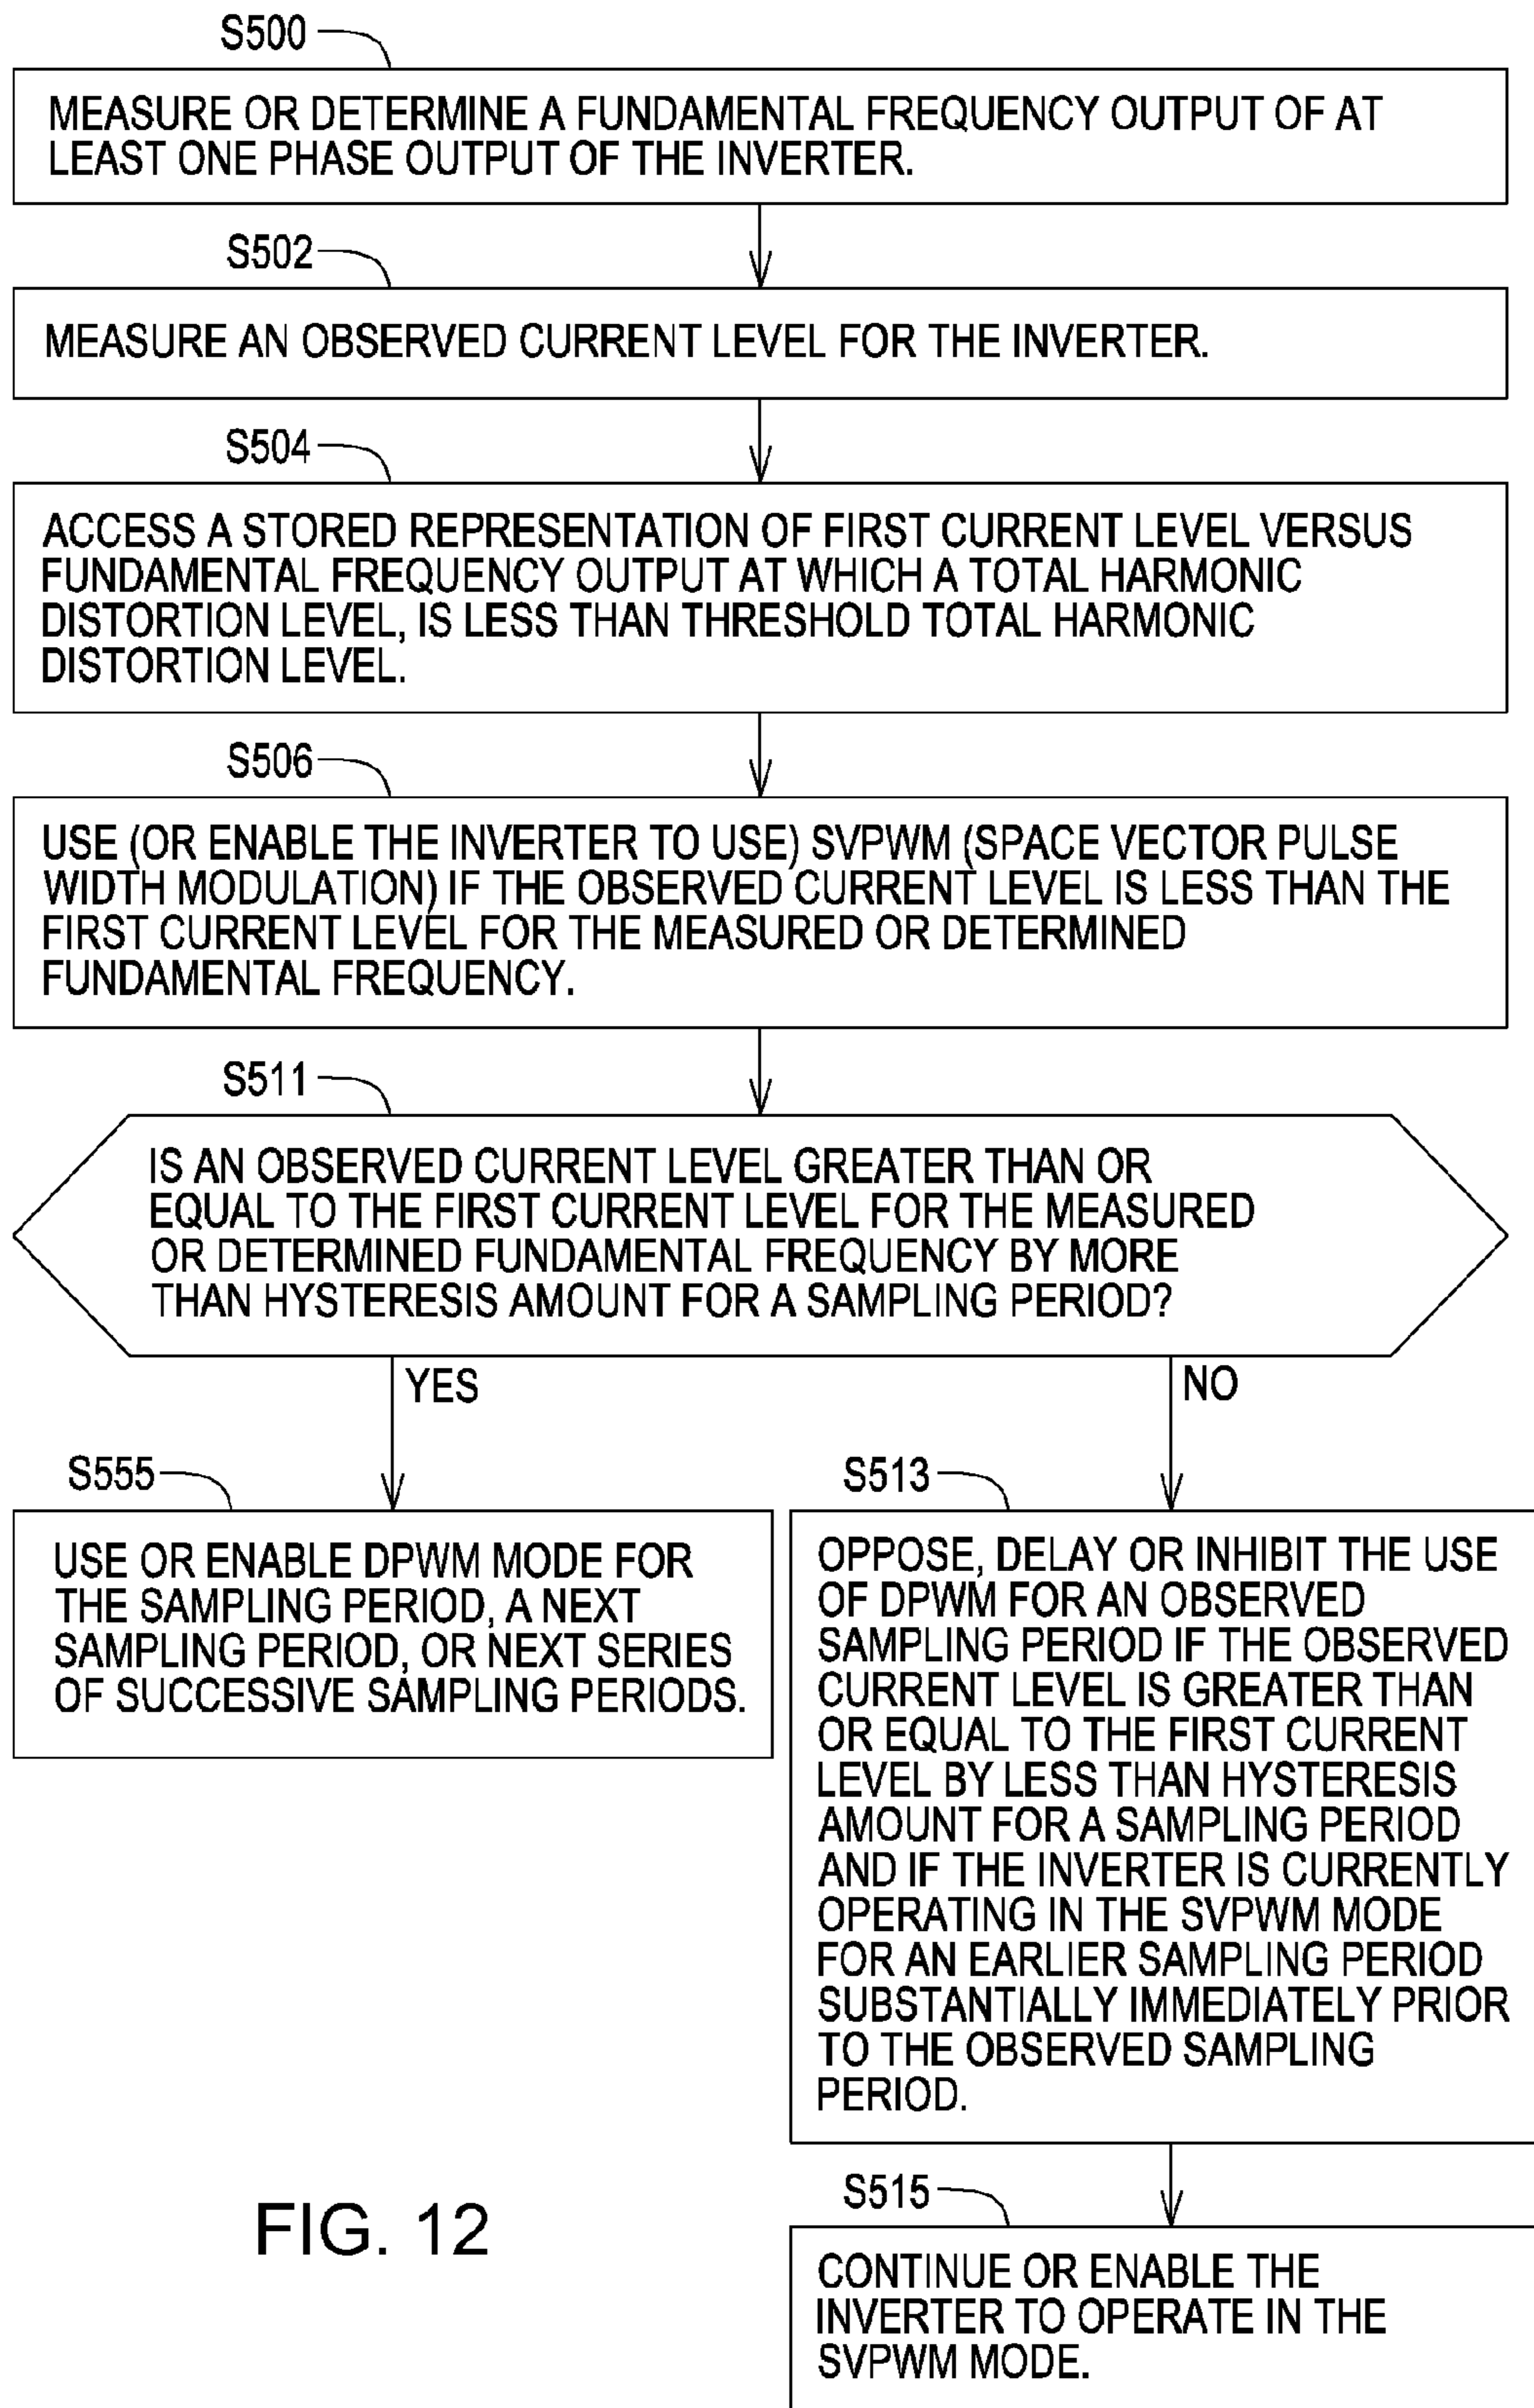 S500
MEASURE OR DETERMINE A FUNDAMENTAL FREQUENCY OUTPUT OF AT
LEAST ONE PHASE OUTPUT OF THE INVERTER.
S502
MEASURE AN OBSERVED CURRENT LEVEL FOR THE INVERTER.
S504
ACCESS A STORED REPRESENTATION OF FIRST CURRENT LEVEL VERSUS
FUNDAMENTAL FREQUENCY OUTPUT AT WHICH A TOTAL HARMONIC
DISTORTION LEVEL, IS LESS THAN THRESHOLD TOTAL HARMONIC
DISTORTION LEVEL.
S506
USE (OR ENABLE THE INVERTER TO USE) SVPWM (SPACE VECTOR PULSE
WIDTH MODULATION) IF THE OBSERVED CURRENT LEVEL IS LESS THAN THE
FIRST CURRENT LEVEL FOR THE MEASURED OR DETERMINED
FUNDAMENTAL FREQUENCY.
S511
IS AN OBSERVED CURRENT LEVEL GREATER THAN OR
EQUAL TO THE FIRST CURRENT LEVEL FOR THE MEASURED
OR DETERMINED FUNDAMENTAL FREQUENCY BY MORE
THAN HYSTERESIS AMOUNT FOR A SAMPLING PERIOD?
YES
NO
S555
USE OR ENABLE DPWM MODE FOR
THE SAMPLING PERIOD, A NEXT
SAMPLING PERIOD, OR NEXT SERIES
OF SUCCESSIVE SAMPLING PERIODS.
S513
OPPOSE, DELAY OR INHIBIT THE USE
OF DPWM FOR AN OBSERVED
SAMPLING PERIOD IF THE OBSERVED
CURRENT LEVEL IS GREATER THAN
OR EQUAL TO THE FIRST CURRENT
LEVEL BY LESS THAN HYSTERESIS
AMOUNT FOR A SAMPLING PERIOD
AND IF THE INVERTER IS CURRENTLY
OPERATING IN THE SVPWM MODE
FOR AN EARLIER SAMPLING PERIOD
SUBSTANTIALLY IMMEDIATELY PRIOR
TO THE OBSERVED SAMPLING
PERIOD.
S515
CONTINUE OR ENABLE THE
INVERTER TO OPERATE IN THE
SVPWM MODE.
FIG. 12